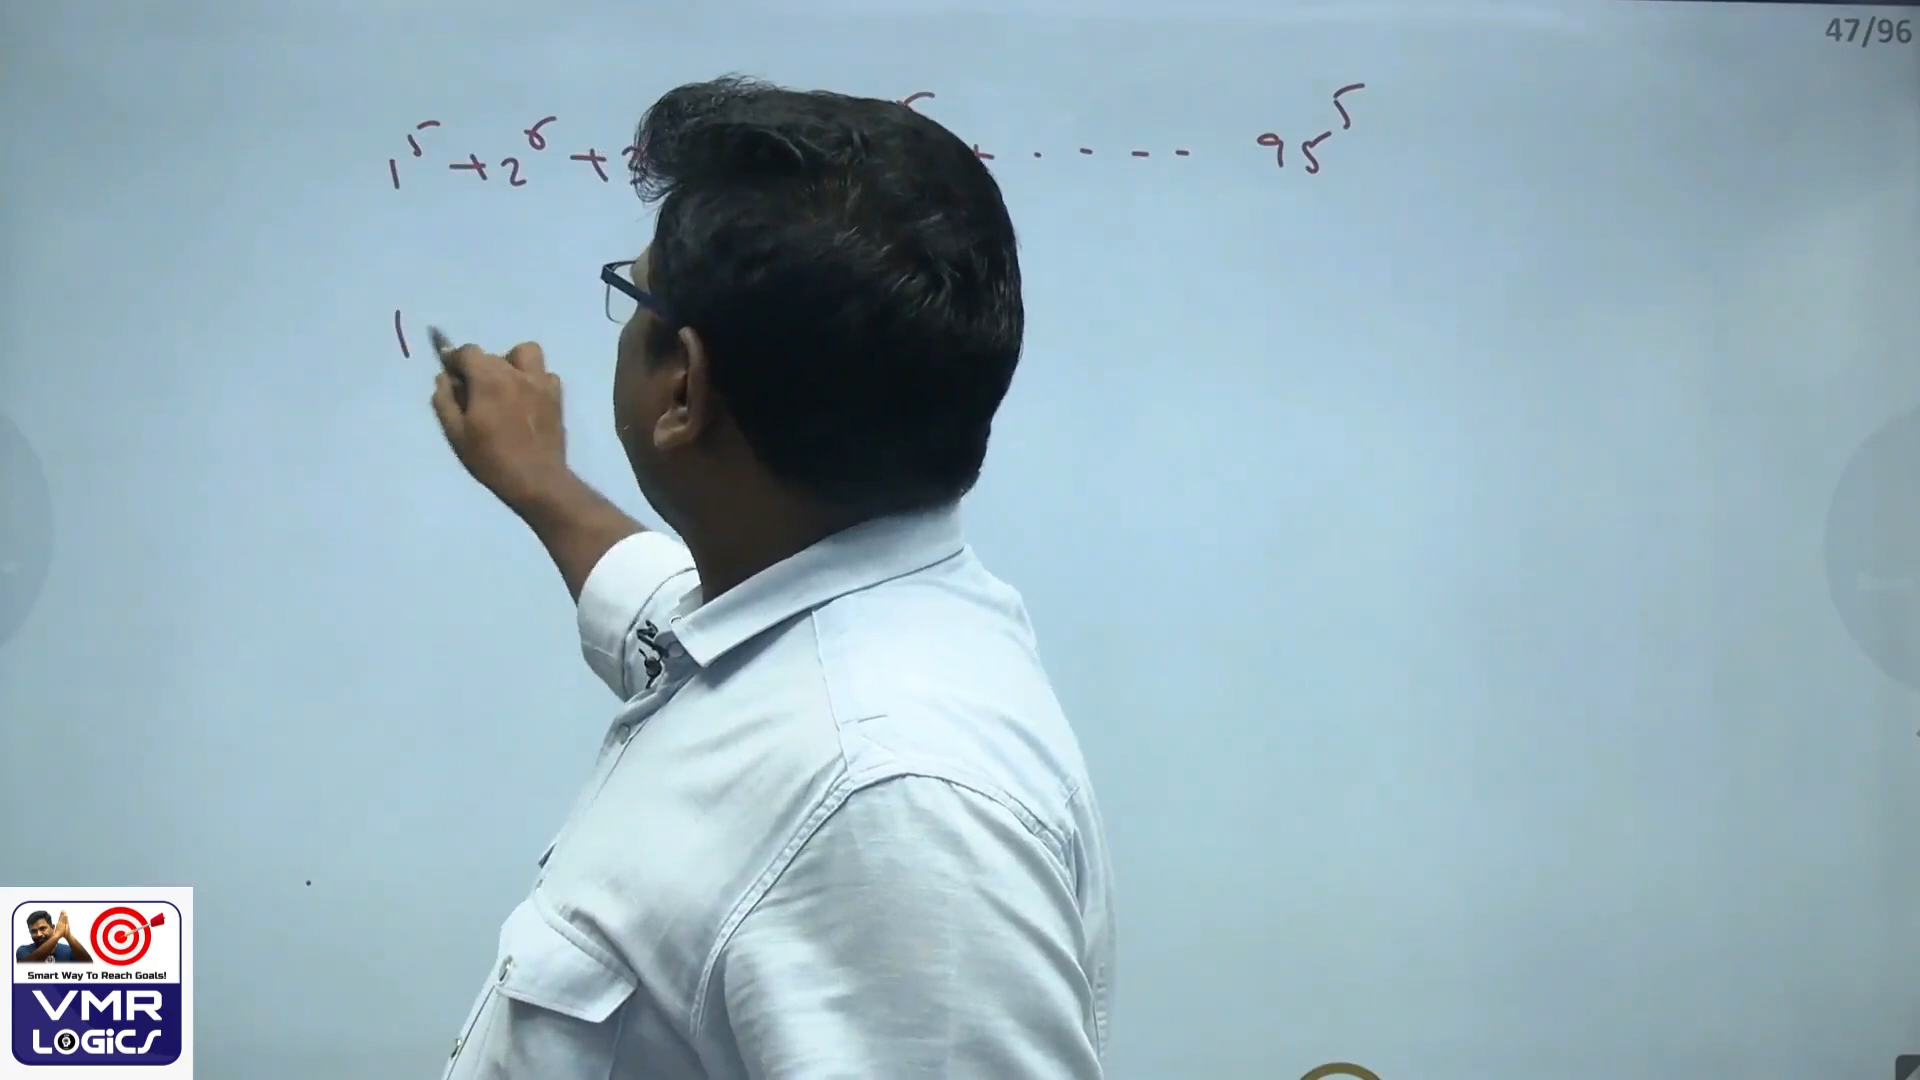 47/96
1⁵ + 2⁵ + + · - - - 95⁵
1
Smart Way To Reach Goals!
VMR
LOGICS